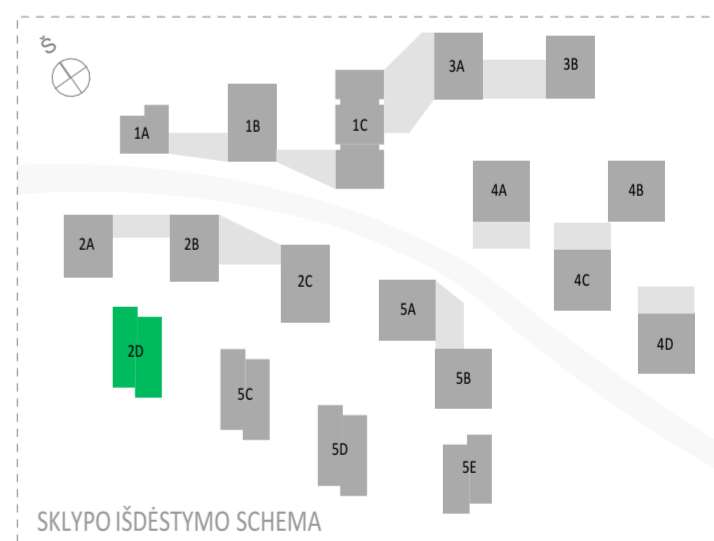 Š
3A
3B
1A
1B
1C
4A
4B
2A
2B
2C
4C
5A
4D
2D
5B
5C
5D
5E
SKLYPO IŠDĖSTYMO SCHEMA